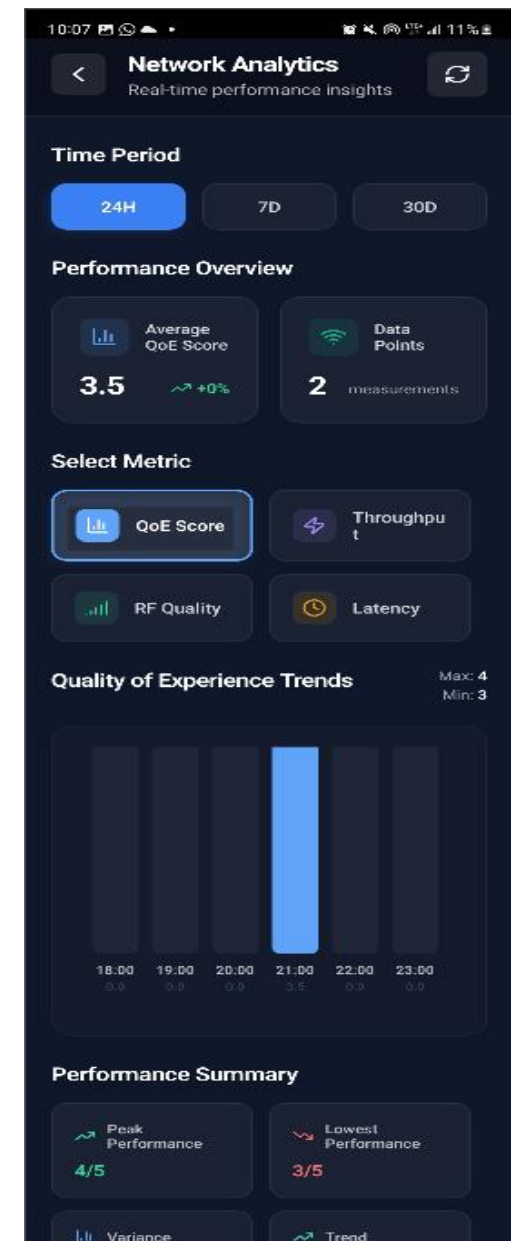 10:07 11%
Network Analytics
Real-time performance insights
Time Period
24H 7D 30D
Performance Overview
Average
QoE Score
3.5 +0%
Data
Points
2 measurements
Select Metric
QoE Score
Throughpu
t
RF Quality
Latency
Quality of Experience Trends
Max: 4
Min: 3
18:00 19:00 20:00 21:00 22:00 23:00
0.0 0.0 0.0 3.5 0.0 0.0
Performance Summary
Peak
Performance
4/5
Lowest
Performance
3/5
Variance
Trend